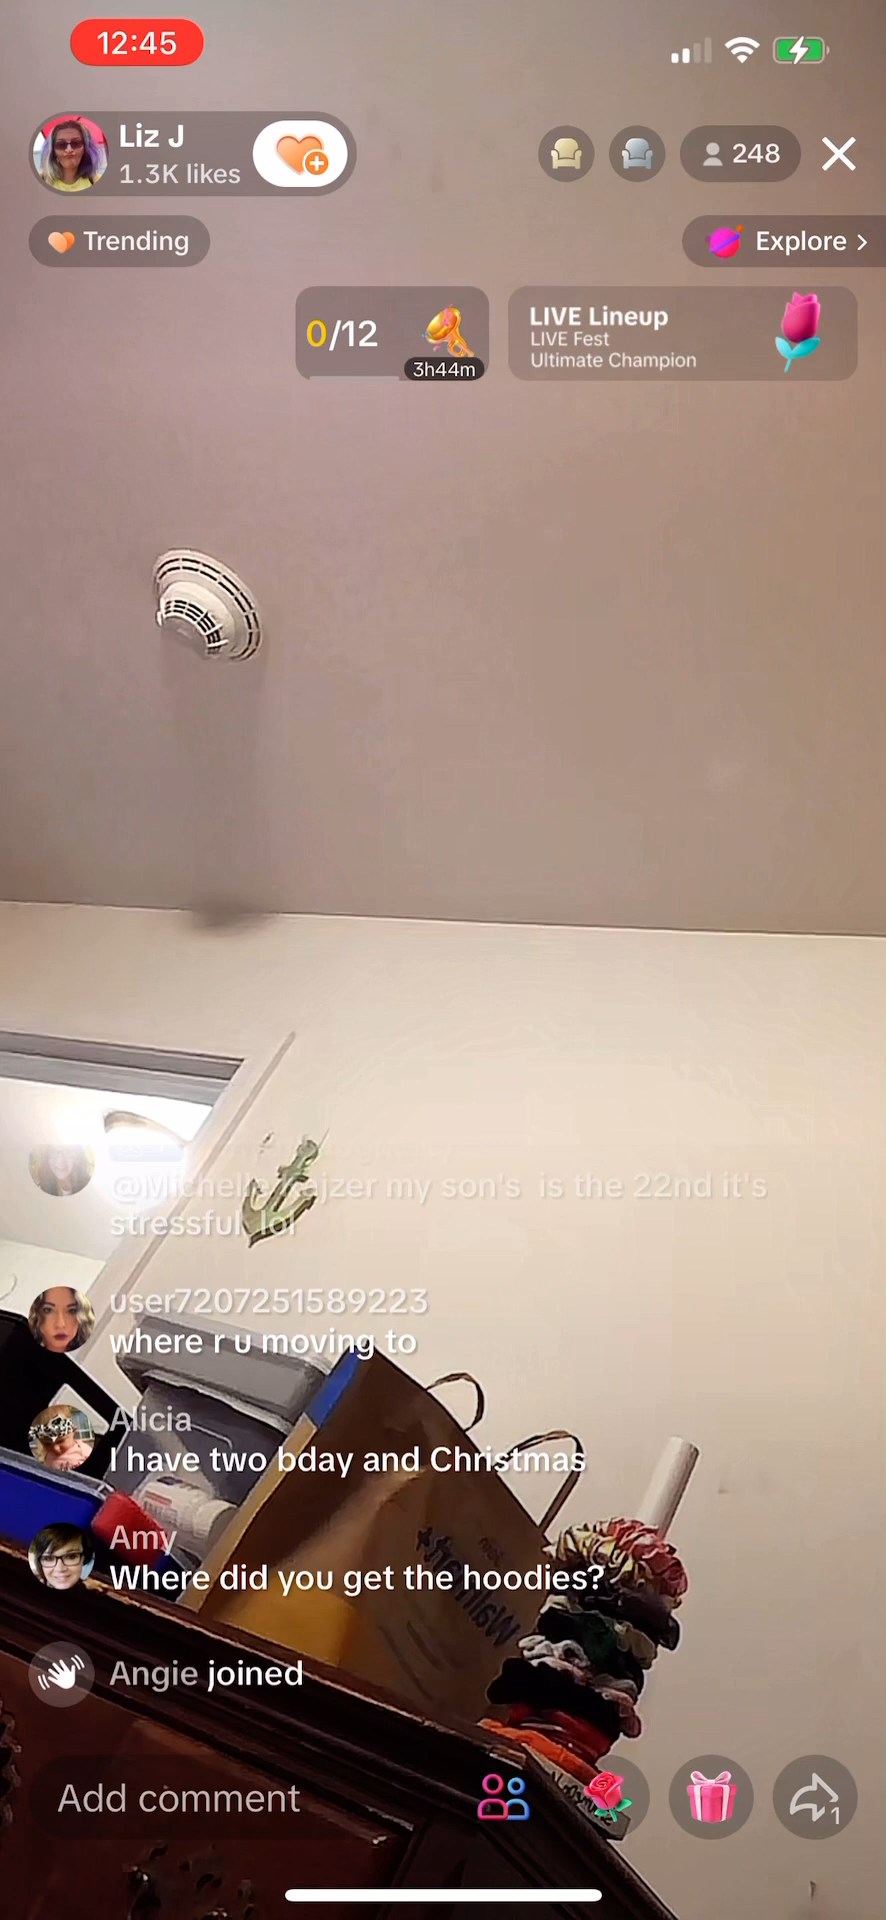 12:45
Liz J
1.3K likes
248
Trending
Explore >
0/12
3h44m
LIVE Lineup
LIVE Fest
Ultimate Champion
my son's is the 22nd it's
stressful lol
user7207251589223
where r u moving to
Alicia
I have two bday and Christmas
Amy
Where did you get the hoodies?
Walmart
Angie joined
Add comment
1